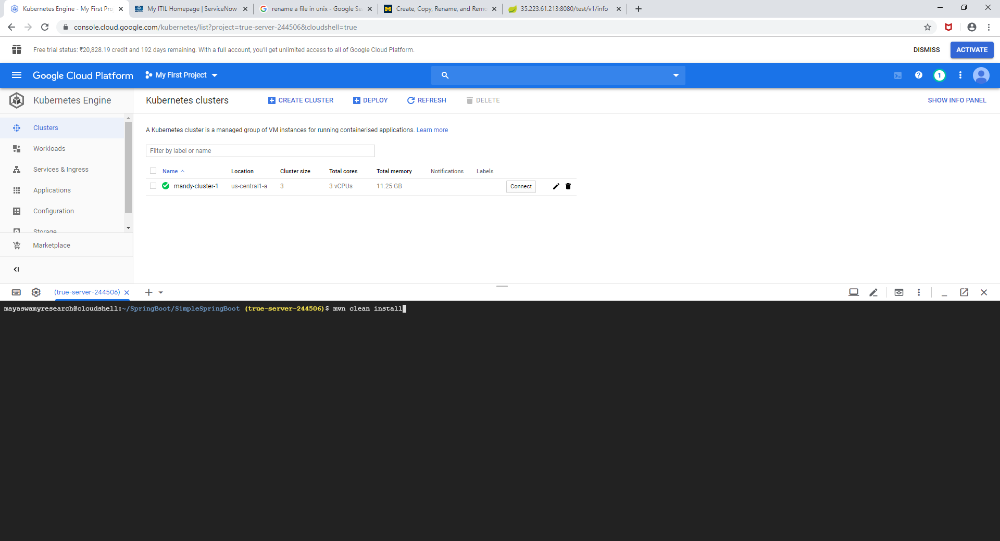 Kubernetes Engine - My First Pro
My ITIL Homepage | ServiceNow
rename a file in unix - Google Se
Create, Copy, Rename, and Remo
35.223.61.213:8080/test/v1/info
console.cloud.google.com/kubernetes/list?project=true-server-244506&cloudshell=true
Free trial status: ₹20,828.19 credit and 192 days remaining. With a full account, you'll get unlimited access to all of Google Cloud Platform.
DISMISS
ACTIVATE
Google Cloud Platform
My First Project
1
Kubernetes Engine
Kubernetes clusters
CREATE CLUSTER
DEPLOY
REFRESH
DELETE
SHOW INFO PANEL
Clusters
Workloads
Services & Ingress
Applications
Configuration
Storage
Marketplace
A Kubernetes cluster is a managed group of VM instances for running containerised applications. Learn more
Filter by label or name
Name Location Cluster size Total cores Total memory Notifications Labels
mandy-cluster-1 us-central1-a 3 3 vCPUs 11.25 GB Connect
(true-server-244506)
mayaswamyresearch@cloudshell:~/SpringBoot/SimpleSpringBoot (true-server-244506)$ mvn clean install